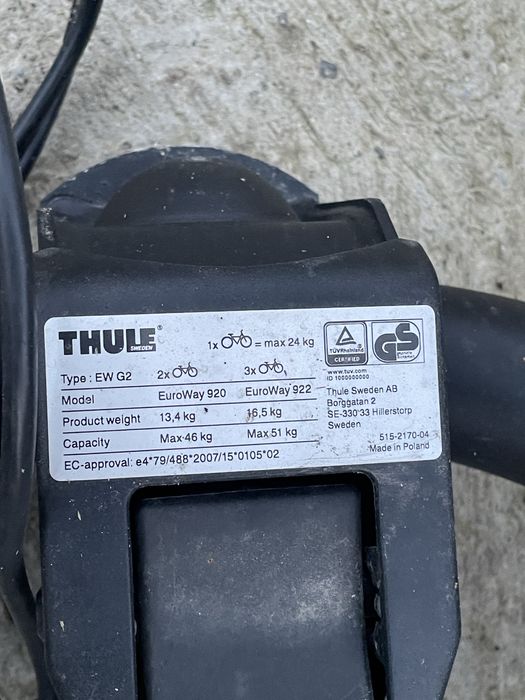 THULE®
SWEDEN
1x = max 24 kg
Type : EW G2 2x 3x
Model EuroWay 920 EuroWay 922
Product weight 13,4 kg 16,5 kg
Capacity Max 46 kg Max 51 kg
EC-approval: e4*79/488*2007/15*0105*02
TÜVRheinland
CERTIFIED
www.tuv.com
ID 1000000000
GS
Thule Sweden AB
Borggatan 2
SE-330 33 Hillerstorp
Sweden
515-2170-04
Made in Poland